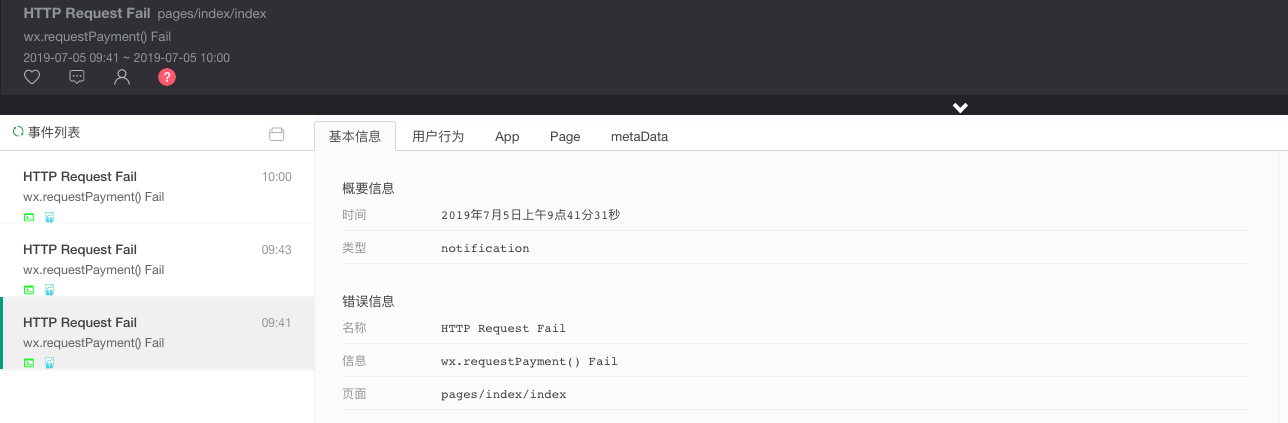 HTTP Request Fail pages/index/index
wx.requestPayment() Fail
2019-07-05 09:41 ~ 2019-07-05 10:00
?
事件列表
基本信息 用户行为 App Page metaData
HTTP Request Fail 10:00
wx.requestPayment() Fail
HTTP Request Fail 09:43
wx.requestPayment() Fail
HTTP Request Fail 09:41
wx.requestPayment() Fail
概要信息
时间 2019年7月5日上午9点41分31秒
类型 notification
错误信息
名称 HTTP Request Fail
信息 wx.requestPayment() Fail
页面 pages/index/index